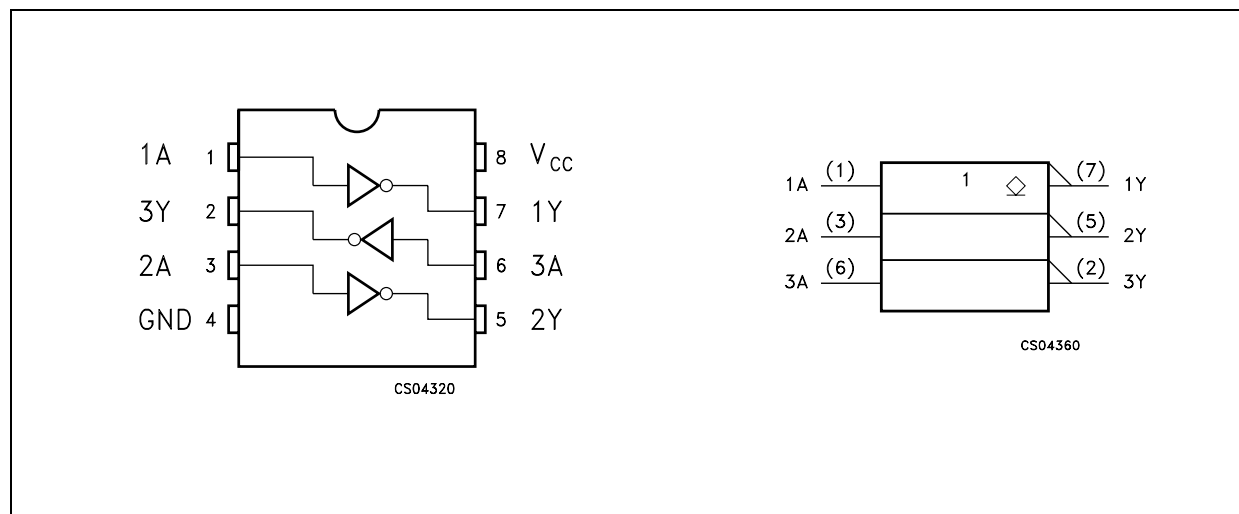 1A 1 8 VCC
3Y 2 7 1Y
2A 3 6 3A
GND 4 5 2Y
CS04320
1A (1) 1 (7) 1Y
2A (3) (5) 2Y
3A (6) (2) 3Y
CS04360